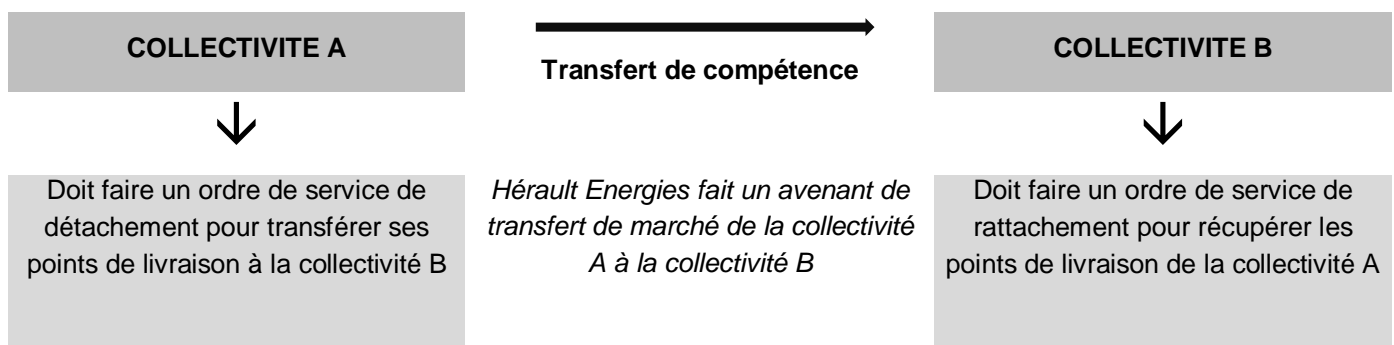 COLLECTIVITE A
Transfert de compétence
COLLECTIVITE B
Doit faire un ordre de service de
détachement pour transférer ses
points de livraison à la collectivité B
Hérault Energies fait un avenant de
transfert de marché de la collectivité
A à la collectivité B
Doit faire un ordre de service de
rattachement pour récupérer les
points de livraison de la collectivité A